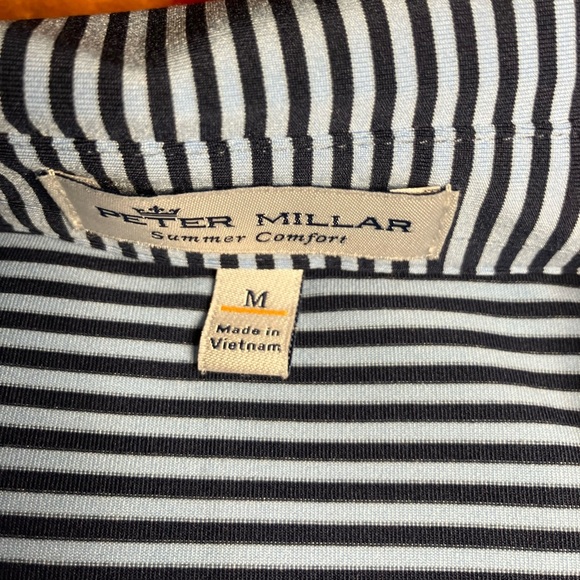 PETER MILLAR
Summer Comfort
M
Made in
Vietnam